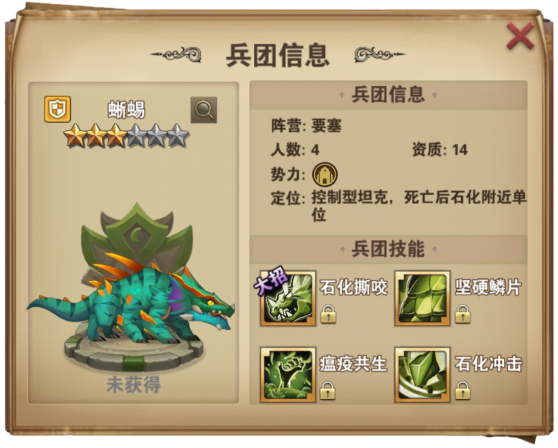 兵团信息
蜥蜴
未获得
兵团信息
阵营: 要塞
人数: 4 资质: 14
势力:
定位: 控制型坦克，死亡后石化附近单
位
兵团技能
大招 石化撕咬 坚硬鳞片
瘟疫共生 石化冲击